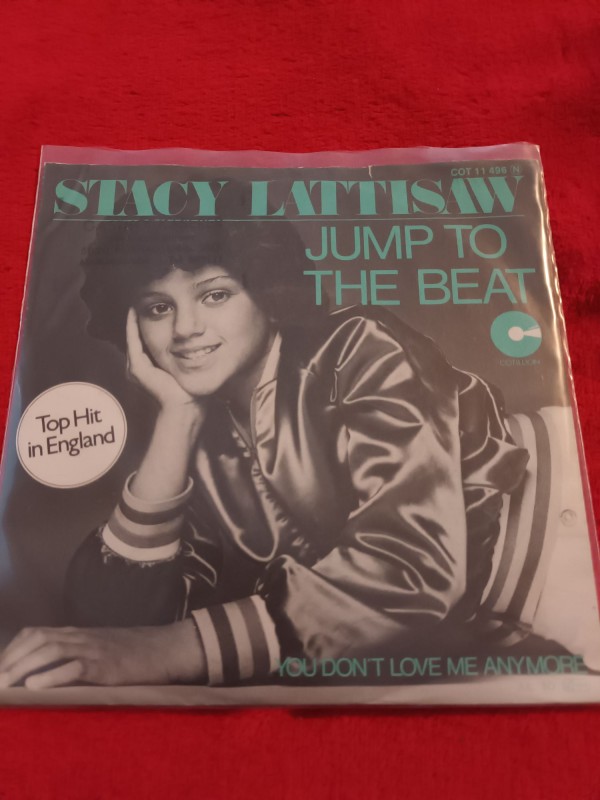 COT 11 496 N
STACY LATTISAW
JUMP TO
THE BEAT
COTILLION
Top Hit
in England
YOU DON'T LOVE ME ANYMORE